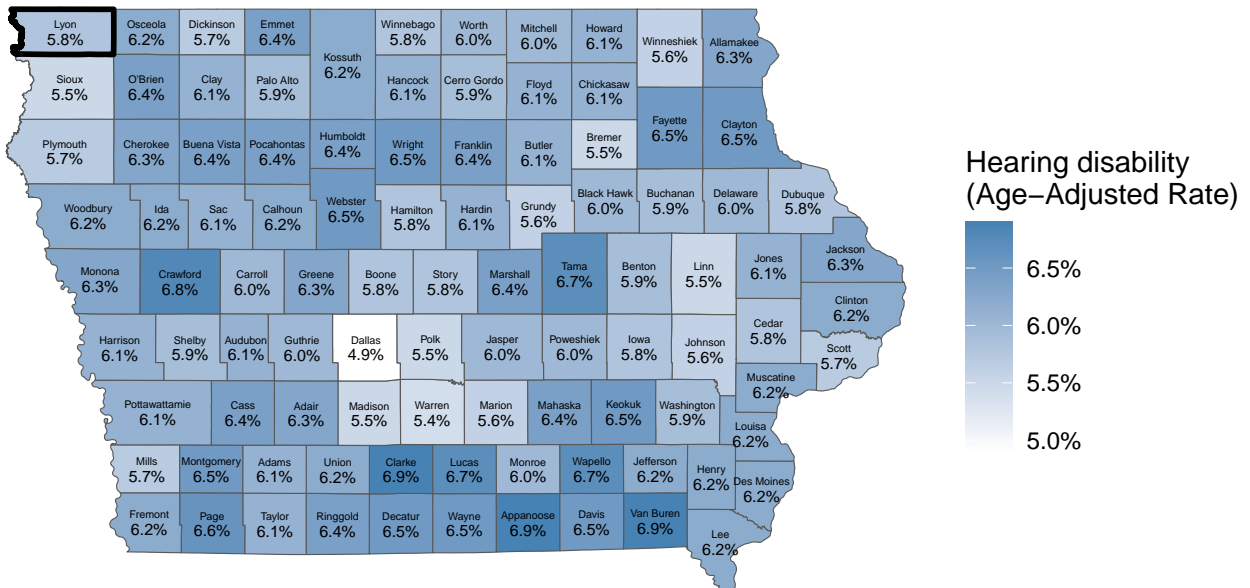 Lyon
5.8%
Osceola
6.2%
Dickinson
5.7%
Emmet
6.4%
Winnebago
5.8%
Worth
6.0%
Mitchell
6.0%
Howard
6.1%
Winneshiek
5.6%
Allamakee
6.3%
Kossuth
6.2%
Sioux
5.5%
O'Brien
6.4%
Clay
6.1%
Palo Alto
5.9%
Hancock
6.1%
Cerro Gordo
5.9%
Floyd
6.1%
Chickasaw
6.1%
Fayette
6.5%
Clayton
6.5%
Plymouth
5.7%
Cherokee
6.3%
Buena Vista
6.4%
Pocahontas
6.4%
Humboldt
6.4%
Wright
6.5%
Franklin
6.4%
Butler
6.1%
Bremer
5.5%
Woodbury
6.2%
Ida
6.2%
Sac
6.1%
Calhoun
6.2%
Webster
6.5%
Hamilton
5.8%
Hardin
6.1%
Grundy
5.6%
Black Hawk
6.0%
Buchanan
5.9%
Delaware
6.0%
Dubuque
5.8%
Monona
6.3%
Crawford
6.8%
Carroll
6.0%
Greene
6.3%
Boone
5.8%
Story
5.8%
Marshall
6.4%
Tama
6.7%
Benton
5.9%
Linn
5.5%
Jones
6.1%
Jackson
6.3%
Clinton
6.2%
Harrison
6.1%
Shelby
5.9%
Audubon
6.1%
Guthrie
6.0%
Dallas
4.9%
Polk
5.5%
Jasper
6.0%
Poweshiek
6.0%
Iowa
5.8%
Johnson
5.6%
Cedar
5.8%
Scott
5.7%
Muscatine
6.2%
Pottawattamie
6.1%
Cass
6.4%
Adair
6.3%
Madison
5.5%
Warren
5.4%
Marion
5.6%
Mahaska
6.4%
Keokuk
6.5%
Washington
5.9%
Louisa
6.2%
Mills
5.7%
Montgomery
6.5%
Adams
6.1%
Union
6.2%
Clarke
6.9%
Lucas
6.7%
Monroe
6.0%
Wapello
6.7%
Jefferson
6.2%
Henry
6.2%
Des Moines
6.2%
Fremont
6.2%
Page
6.6%
Taylor
6.1%
Ringgold
6.4%
Decatur
6.5%
Wayne
6.5%
Appanoose
6.9%
Davis
6.5%
Van Buren
6.9%
Lee
6.2%
Hearing disability
(Age−Adjusted Rate)
6.5%
6.0%
5.5%
5.0%